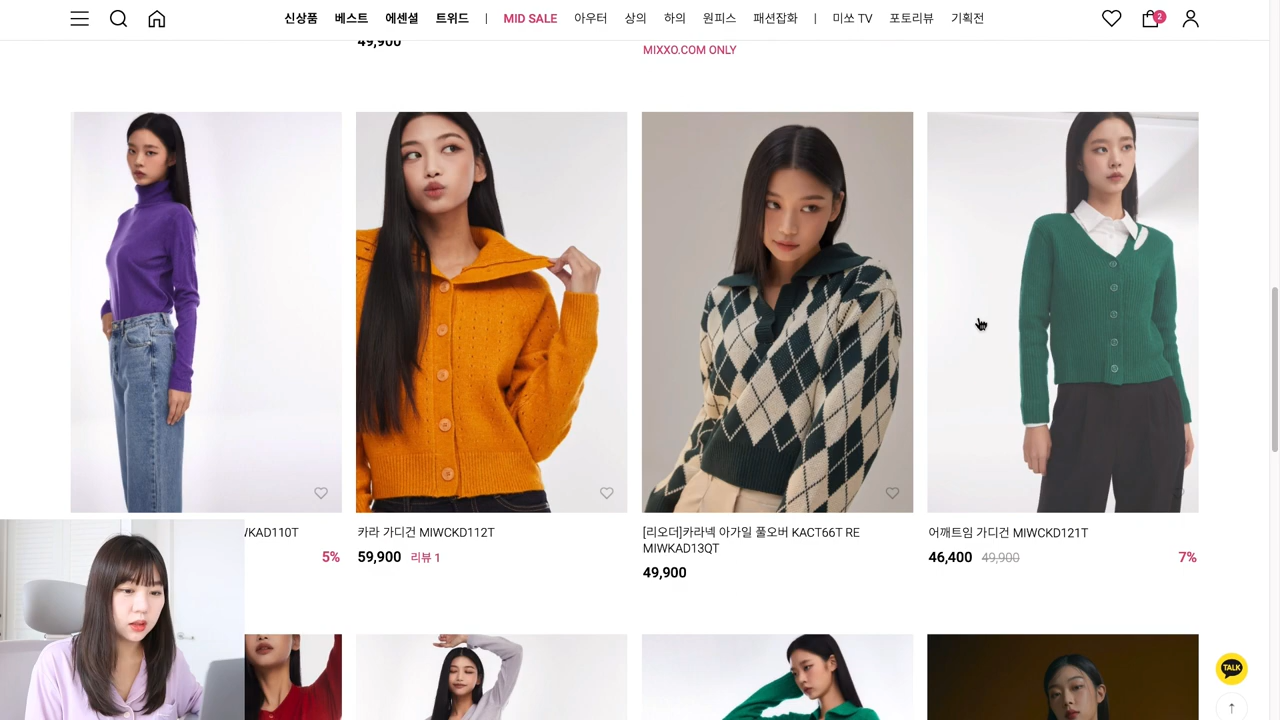 신상품 베스트 에센셜 트위드 | MID SALE 아우터 상의 하의 원피스 패션잡화 | 미쏘 TV 포토리뷰 기획전
2
49,900
MIXXO.COM ONLY
WKAD110T
5%
카라 가디건 MIWCKD112T
59,900 리뷰 1
[리오더]카라넥 아가일 풀오버 KACT66T RE
MIWKAD13QT
49,900
어깨트임 가디건 MIWCKD121T
46,400 49,900 7%
TALK